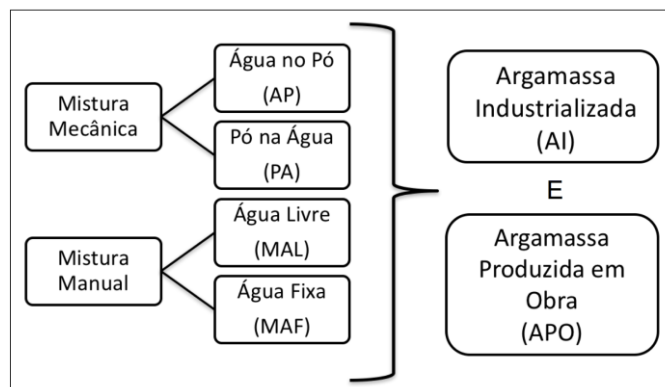 Mistura
Mecânica
Água no Pó
(AP)
Pó na Água
(PA)
Mistura
Manual
Água Livre
(MAL)
Água Fixa
(MAF)
Argamassa
Industrializada
(AI)
E
Argamassa
Produzida em
Obra
(APO)